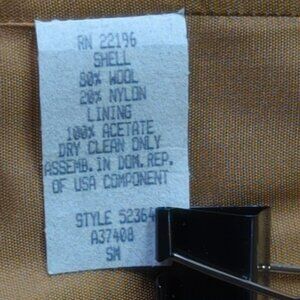 RN 22196
SHELL
80% WOOL
20% NYLON
LINING
100% ACETATE
DRY CLEAN ONLY
ASSEMB. IN DOM. REP.
OF USA COMPONENT
STYLE 52364
A37408
SM